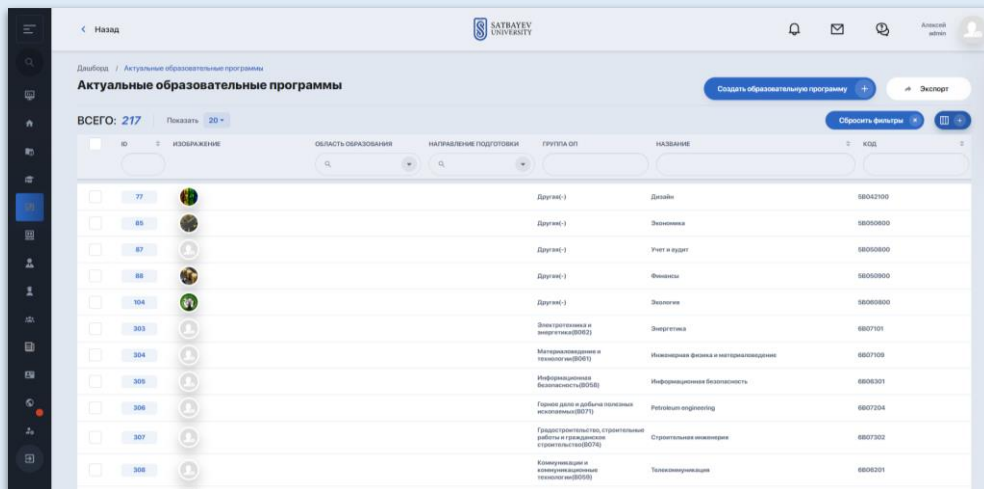 Назад
SATBAYEV
UNIVERSITY
Алексей
admin
Дашборд / Актуальные образовательные программы
Актуальные образовательные программы
Создать образовательную программу +
Экспорт
ВСЕГО: 217 Показать 20
Сбросить фильтры
ID ИЗОБРАЖЕНИЕ ОБЛАСТЬ ОБРАЗОВАНИЯ НАПРАВЛЕНИЕ ПОДГОТОВКИ ГРУППА ОП НАЗВАНИЕ КОД
77 Другая(-) Дизайн 5B042100
85 Другая(-) Экономика 5B050600
87 Другая(-) Учет и аудит 5B050800
88 Другая(-) Финансы 5B050900
104 Другая(-) Экология 5B060800
303 Электротехника и
энергетика(B062) Энергетика 6B07101
304 Материаловедение и
технологии(B061) Инженерная физика и материаловедение 6B07109
305 Информационная
безопасность(B058) Информационная безопасность 6B06301
306 Горное дело и добыча полезных
ископаемых(B071) Petroleum engineering 6B07204
307 Градостроительство, строительные
работы и гражданское
строительство(B074) Строительная инженерия 6B07302
308 Коммуникации и
коммуникационные
технологии(B059) Телекоммуникация 6B06201